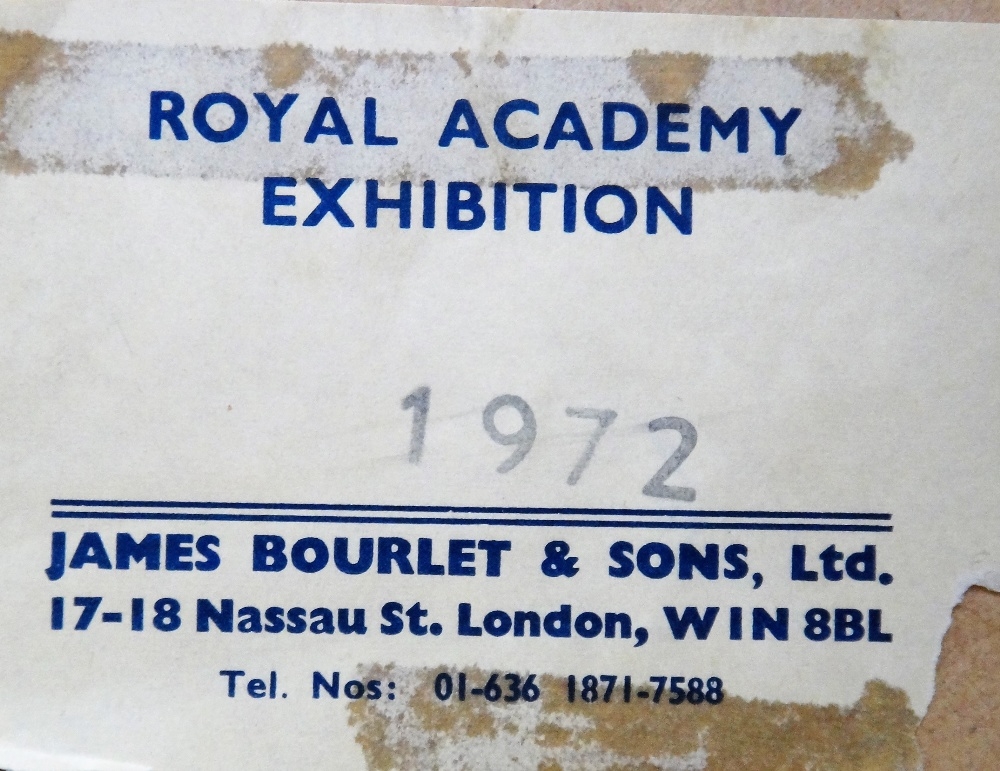 ROYAL ACADEMY
EXHIBITION
1972
JAMES BOURLET & SONS, Ltd.
17-18 Nassau St. London, W1N 8BL
Tel. Nos: 01-636 1871-7588